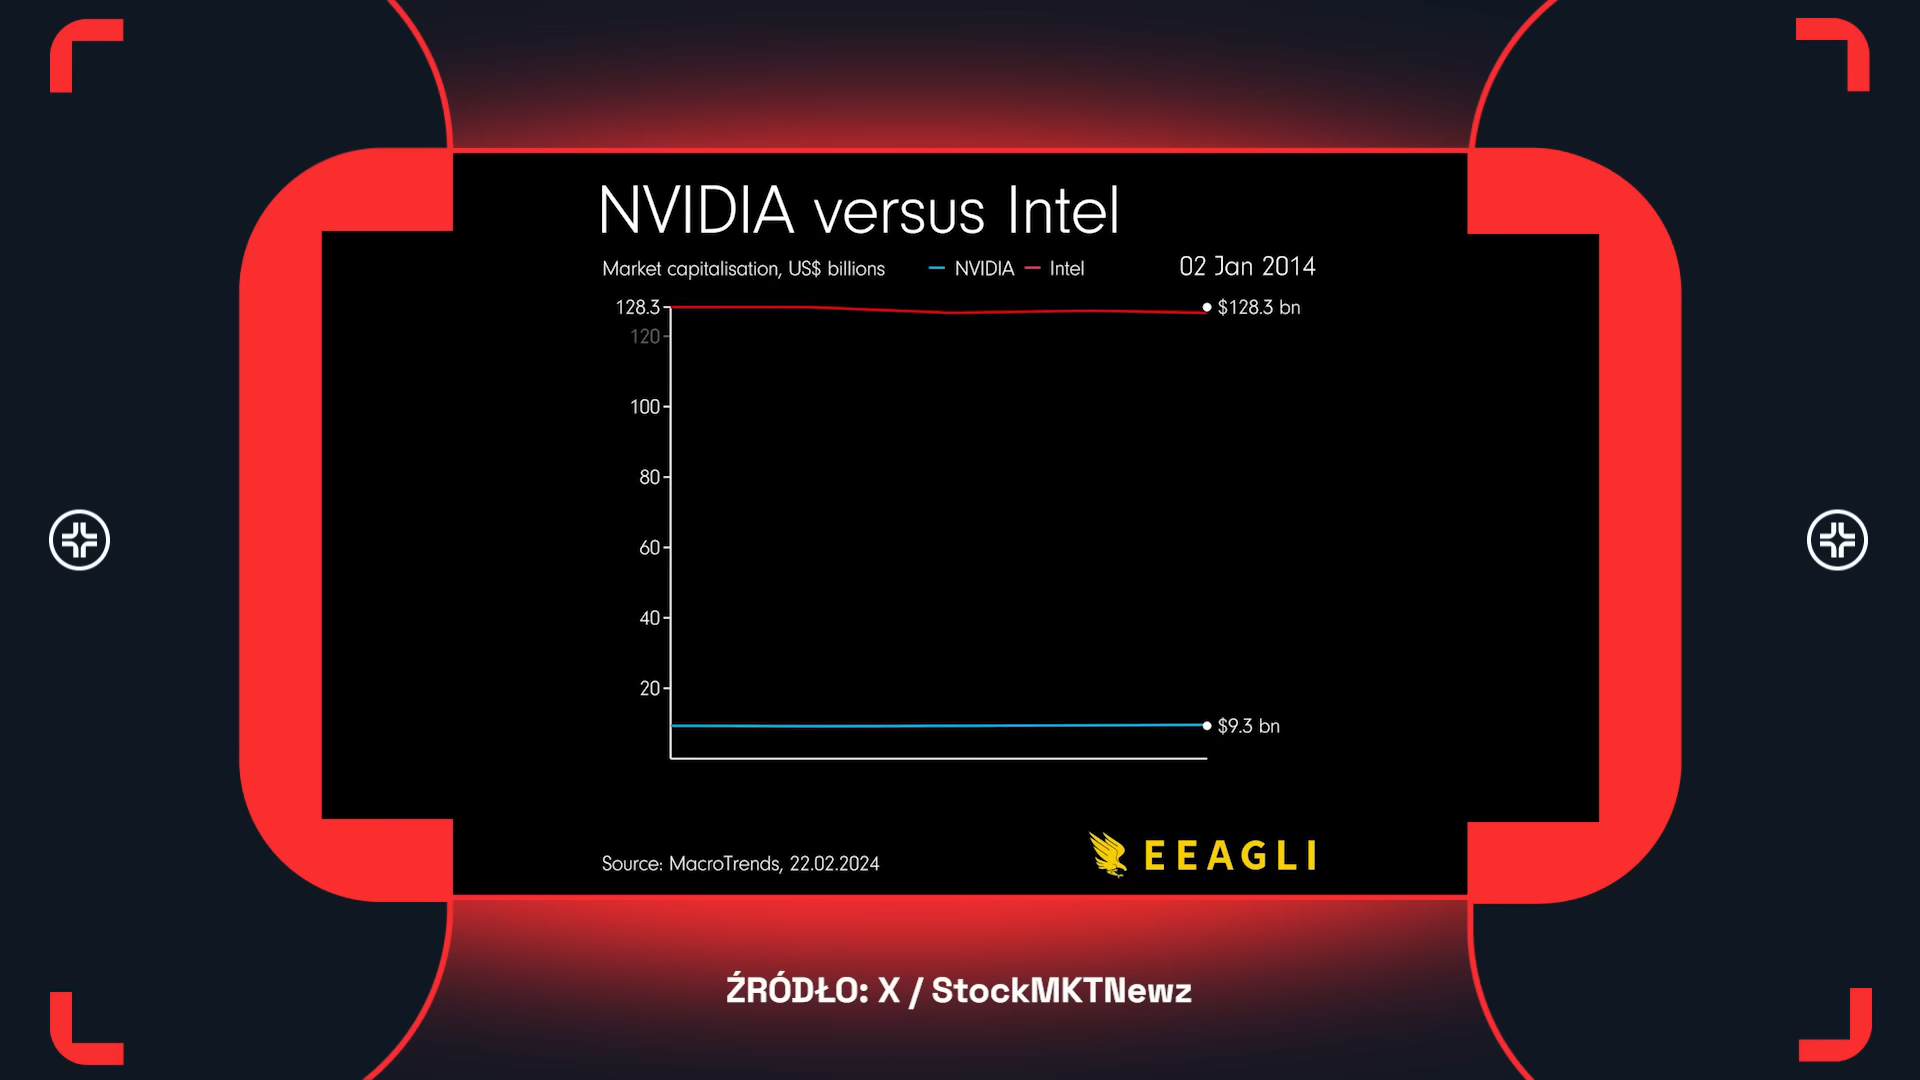 NVIDIA versus Intel
Market capitalisation, US$ billions
NVIDIA
Intel
02 Jan 2014
128.3
$128.3 bn
120
100
80
60
40
20
$9.3 bn
Source: MacroTrends, 22.02.2024
EEAGLI
ŹRÓDŁO: X / StockMKTNewz